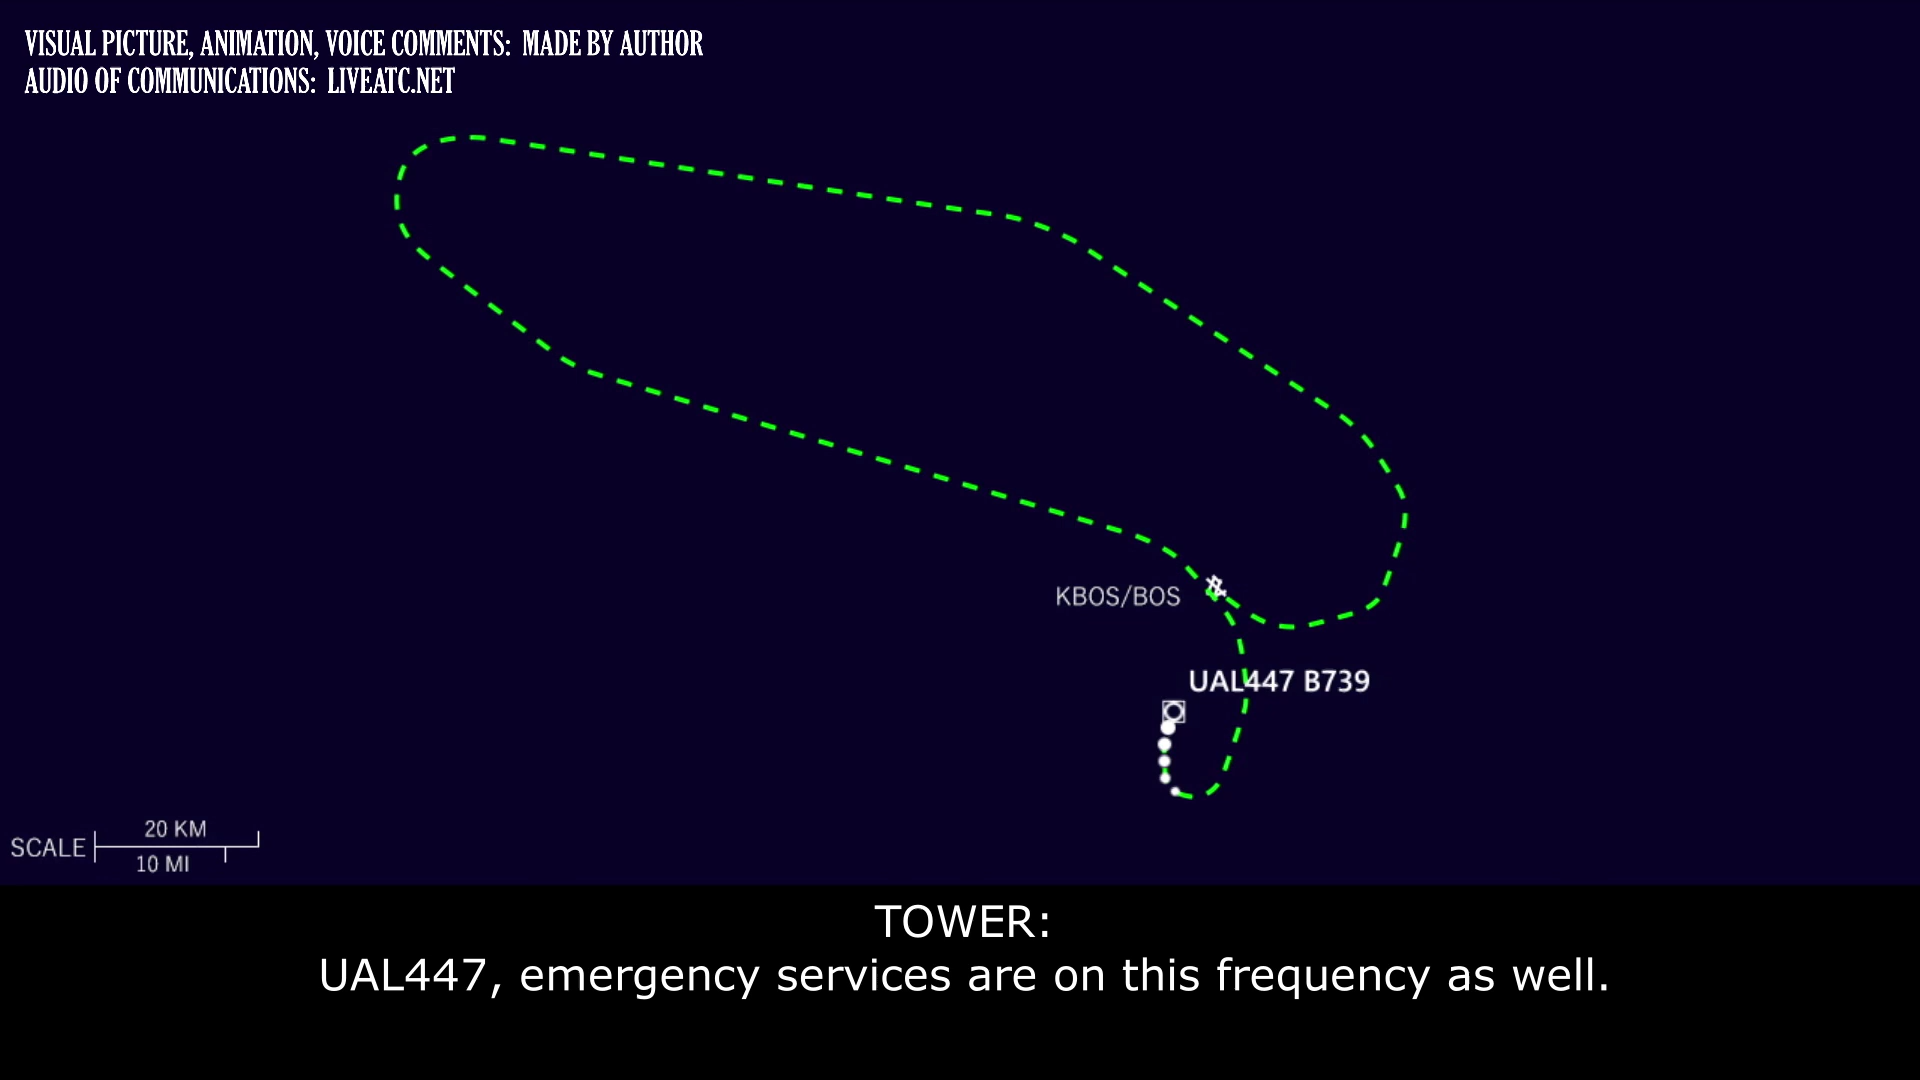 VISUAL PICTURE, ANIMATION, VOICE COMMENTS: MADE BY AUTHOR
AUDIO OF COMMUNICATIONS: LIVEATC.NET
KBOS/BOS
UAL447 B739
20 KM
SCALE
10 MI
TOWER:
UAL447, emergency services are on this frequency as well.